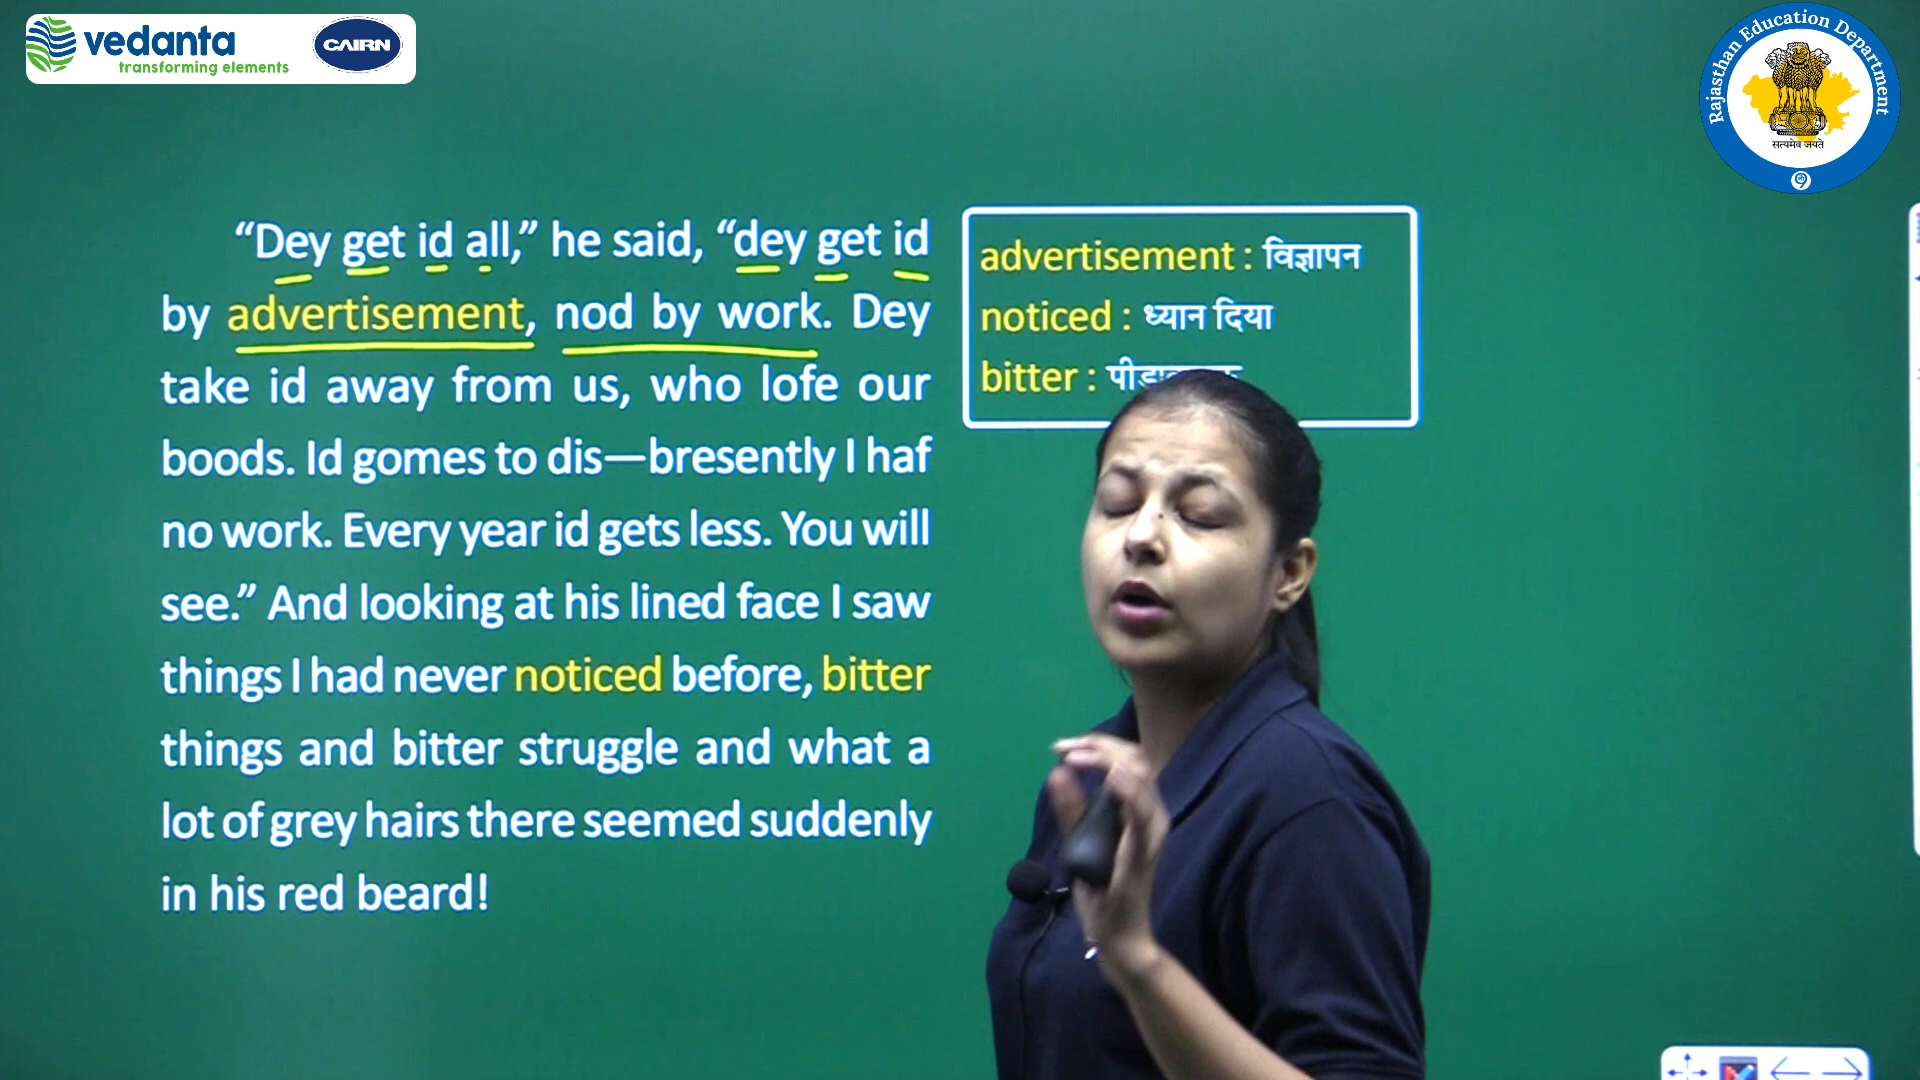 vedanta
transforming elements
CAIRN
Rajasthan Education Department
सत्यमेव जयते
“Dey get id all,” he said, “dey get id
by advertisement, nod by work. Dey
take id away from us, who lofe our
boods. Id gomes to dis—bresently I haf
no work. Every year id gets less. You will
see.” And looking at his lined face I saw
things I had never noticed before, bitter
things and bitter struggle and what a
lot of grey hairs there seemed suddenly
in his red beard!
advertisement : विज्ञापन
noticed : ध्यान दिया
bitter :